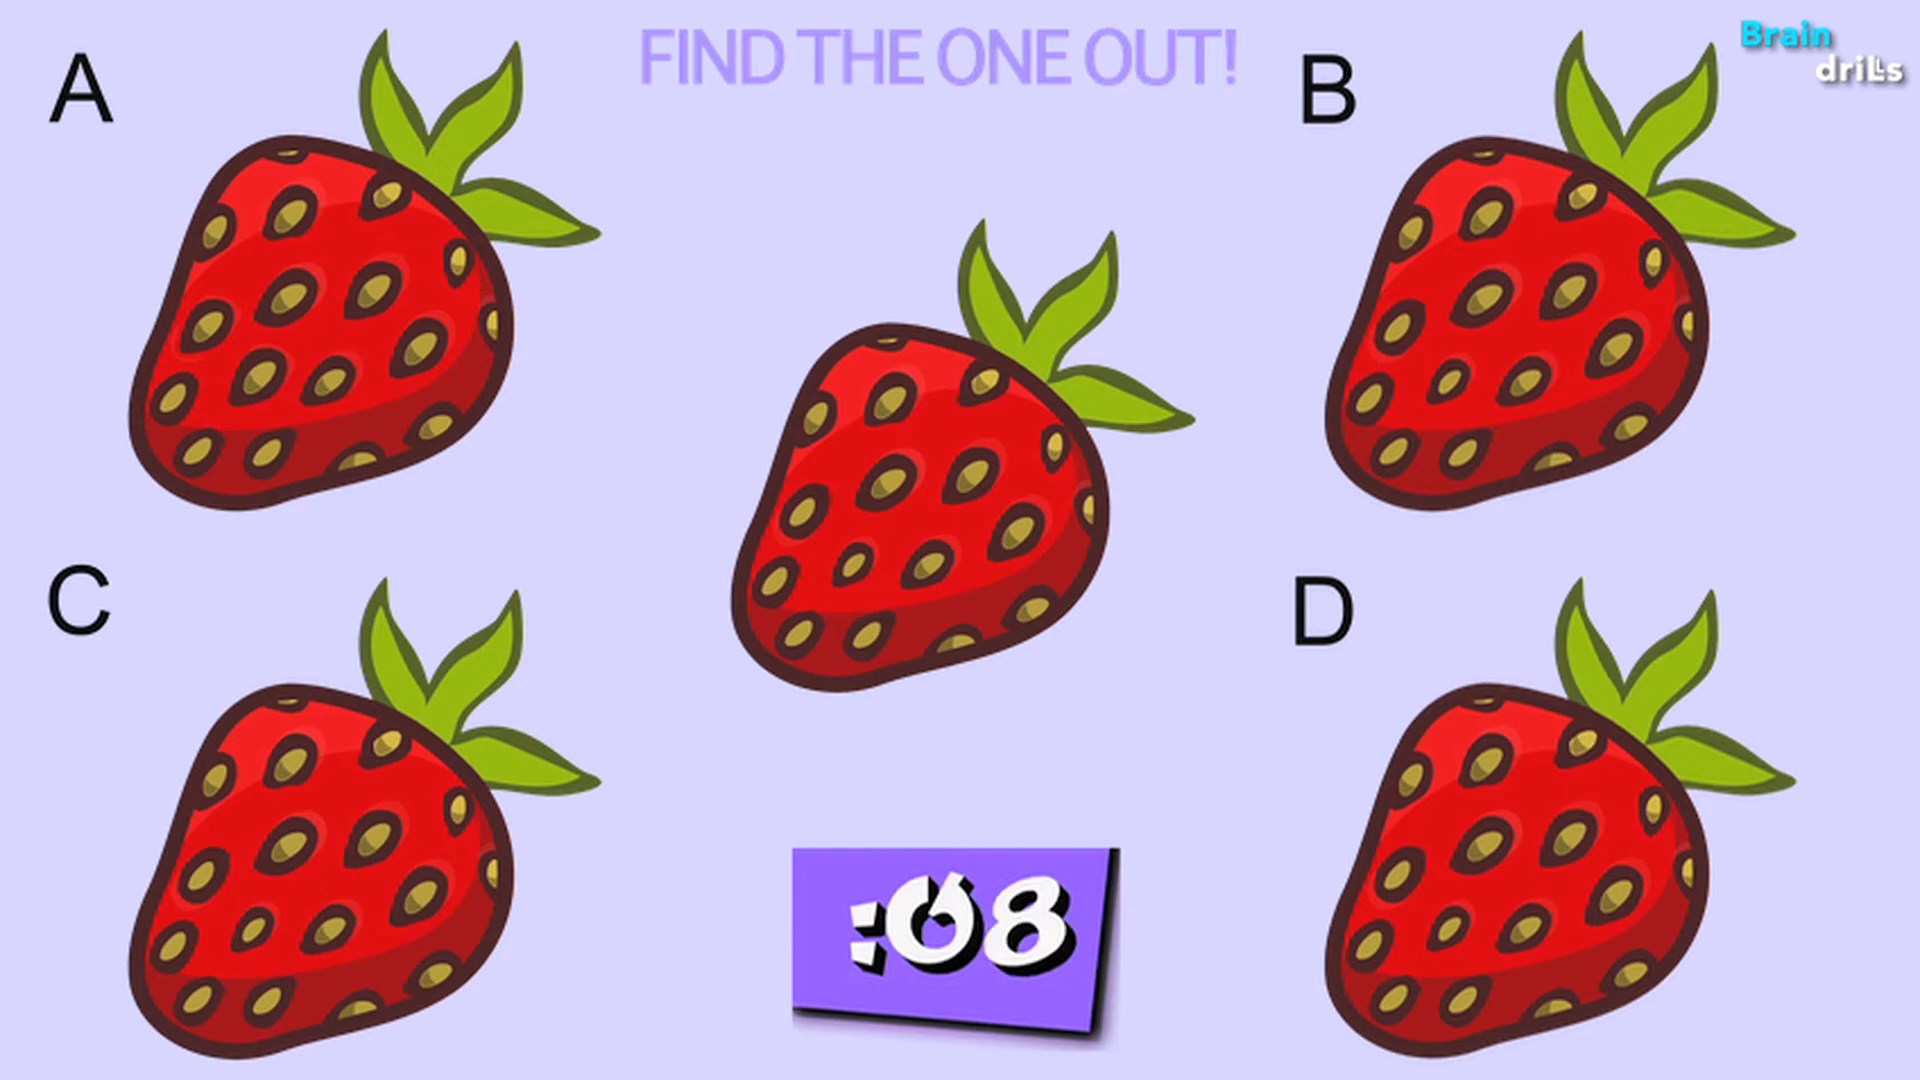 A
FIND THE ONE OUT!
B
Brain
drills
C
D
:08